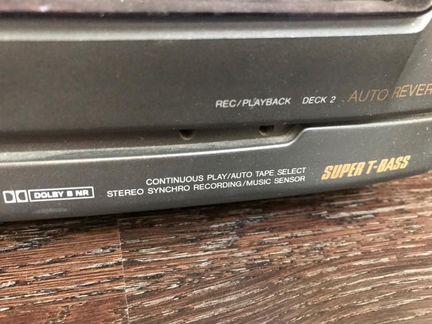 REC/PLAYBACK DECK 2 AUTO REVER
CONTINUOUS PLAY/AUTO TAPE SELECT
STEREO SYNCHRO RECORDING/MUSIC SENSOR
SUPER T-BASS
DOLBY B NR